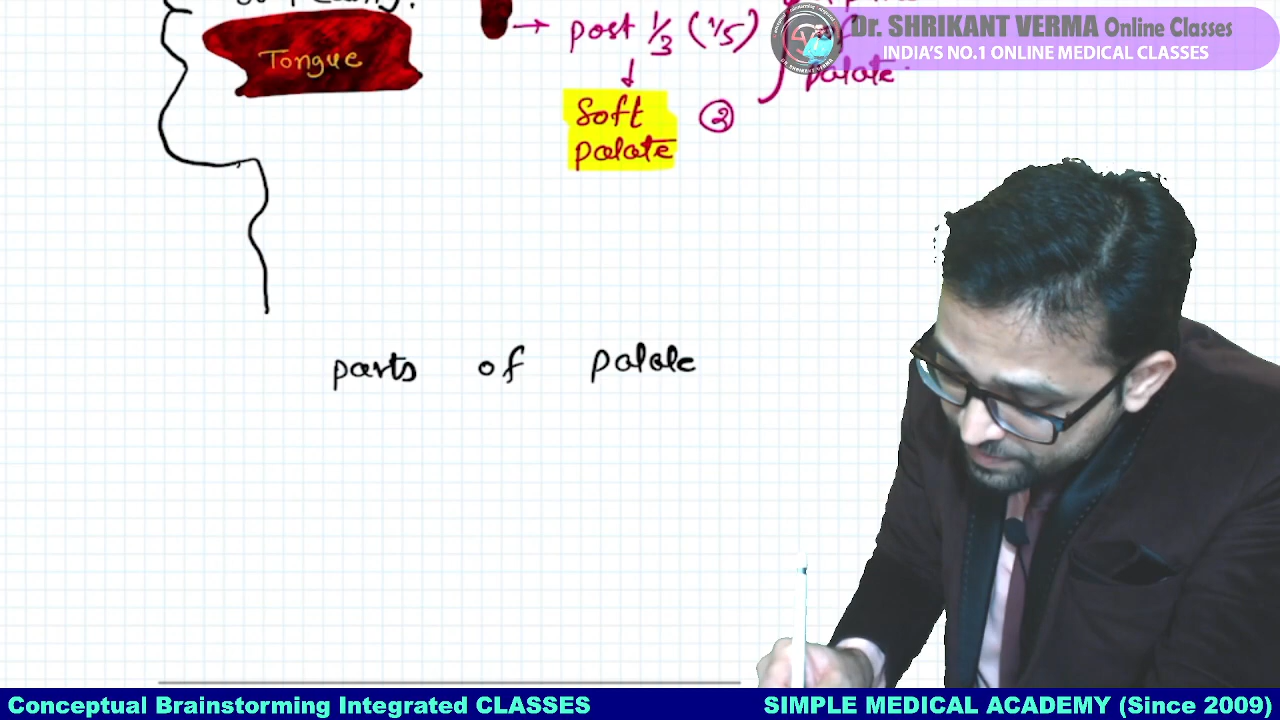 Tongue
→ post 1/3 (1/5)
palate
Soft
palate
2
parts of palate
Dr. SHRIKANT VERMA Online Classes
INDIA'S NO.1 ONLINE MEDICAL CLASSES
Conceptual Brainstorming Integrated CLASSES
SIMPLE MEDICAL ACADEMY (Since 2009)